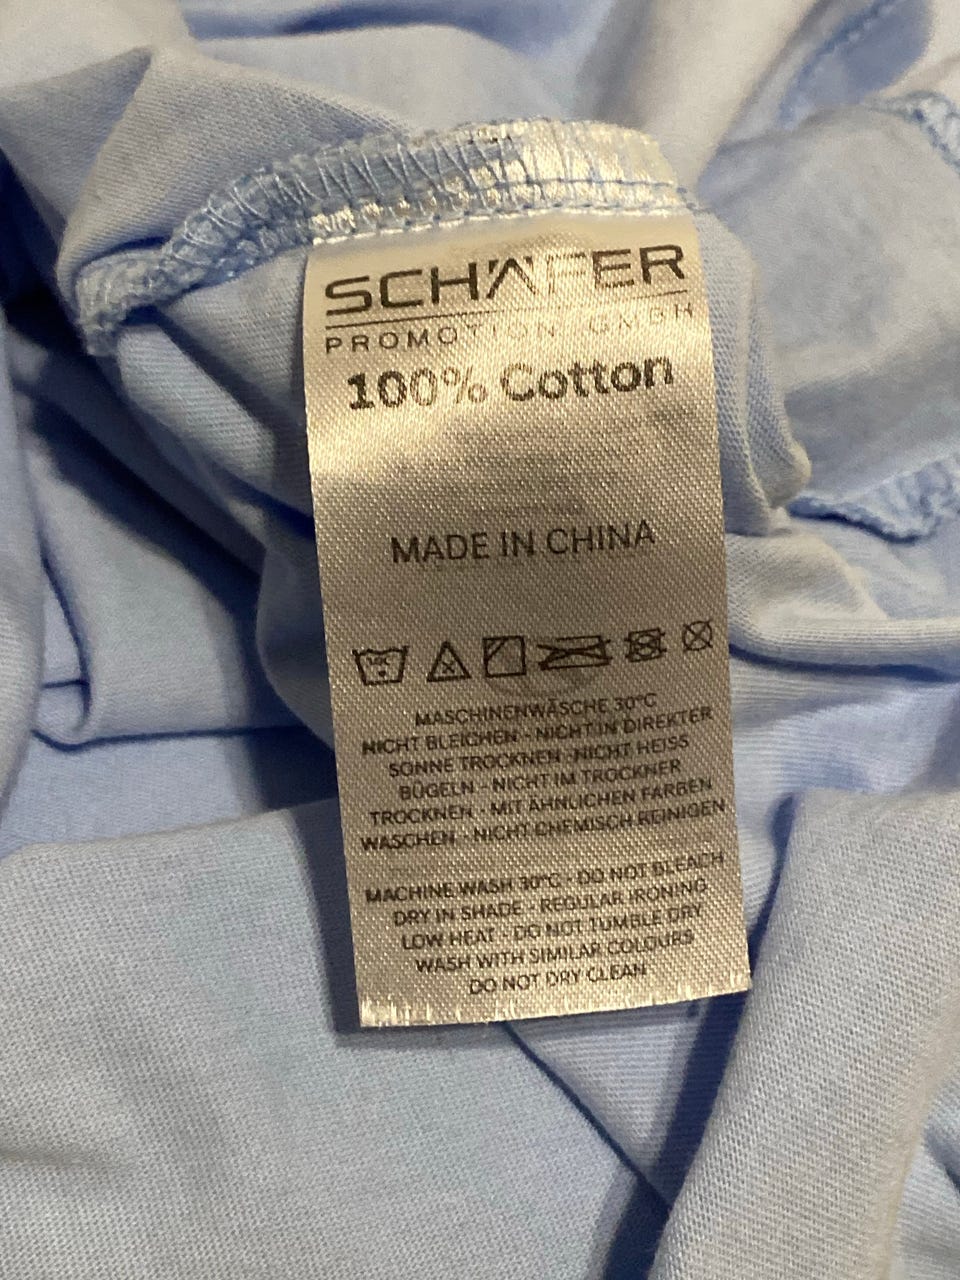 SCHÄFER
PROMOTION GMBH
100% Cotton
MADE IN CHINA
30°C
MASCHINENWÄSCHE 30°C
NICHT BLEICHEN - NICHT IN DIREKTER
SONNE TROCKNEN - NICHT HEISS
BÜGELN - NICHT IM TROCKNER
TROCKNEN - MIT ÄHNLICHEN FARBEN
WASCHEN - NICHT CHEMISCH REINIGEN
MACHINE WASH 30°C - DO NOT BLEACH
DRY IN SHADE - REGULAR IRONING
LOW HEAT - DO NOT TUMBLE DRY
WASH WITH SIMILAR COLOURS
DO NOT DRY CLEAN